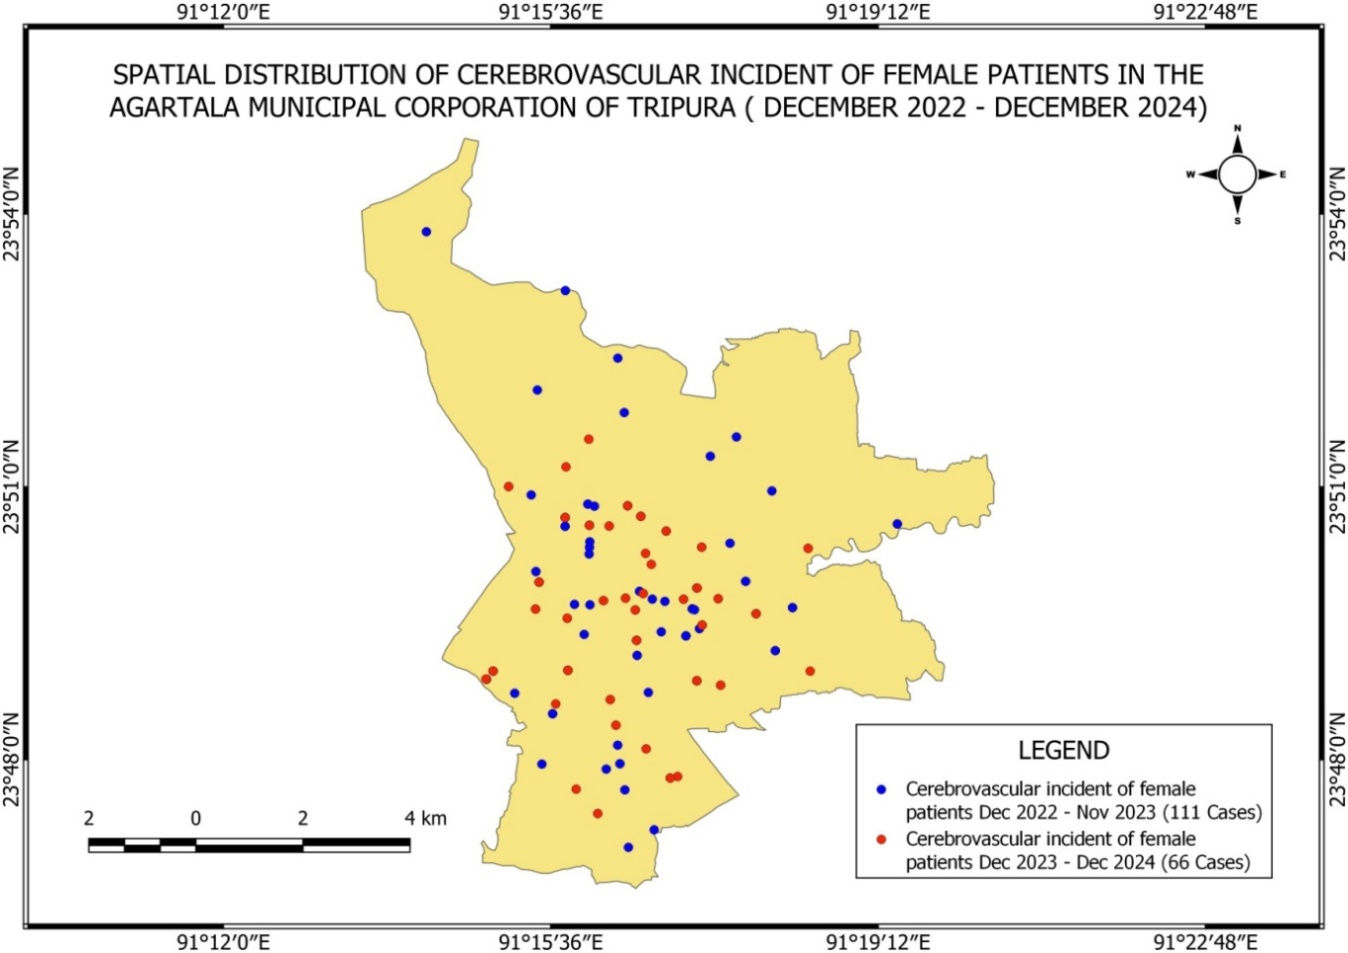 91°12′0″E 91°15′36″E 91°19′12″E 91°22′48″E
SPATIAL DISTRIBUTION OF CEREBROVASCULAR INCIDENT OF FEMALE PATIENTS IN THE
AGARTALA MUNICIPAL CORPORATION OF TRIPURA ( DECEMBER 2022 - DECEMBER 2024)
N
W E
S
23°54′0″N 23°54′0″N
23°51′0″N 23°51′0″N
23°48′0″N 23°48′0″N
LEGEND
Cerebrovascular incident of female
patients Dec 2022 - Nov 2023 (111 Cases)
Cerebrovascular incident of female
patients Dec 2023 - Dec 2024 (66 Cases)
2 0 2 4 km
91°12′0″E 91°15′36″E 91°19′12″E 91°22′48″E